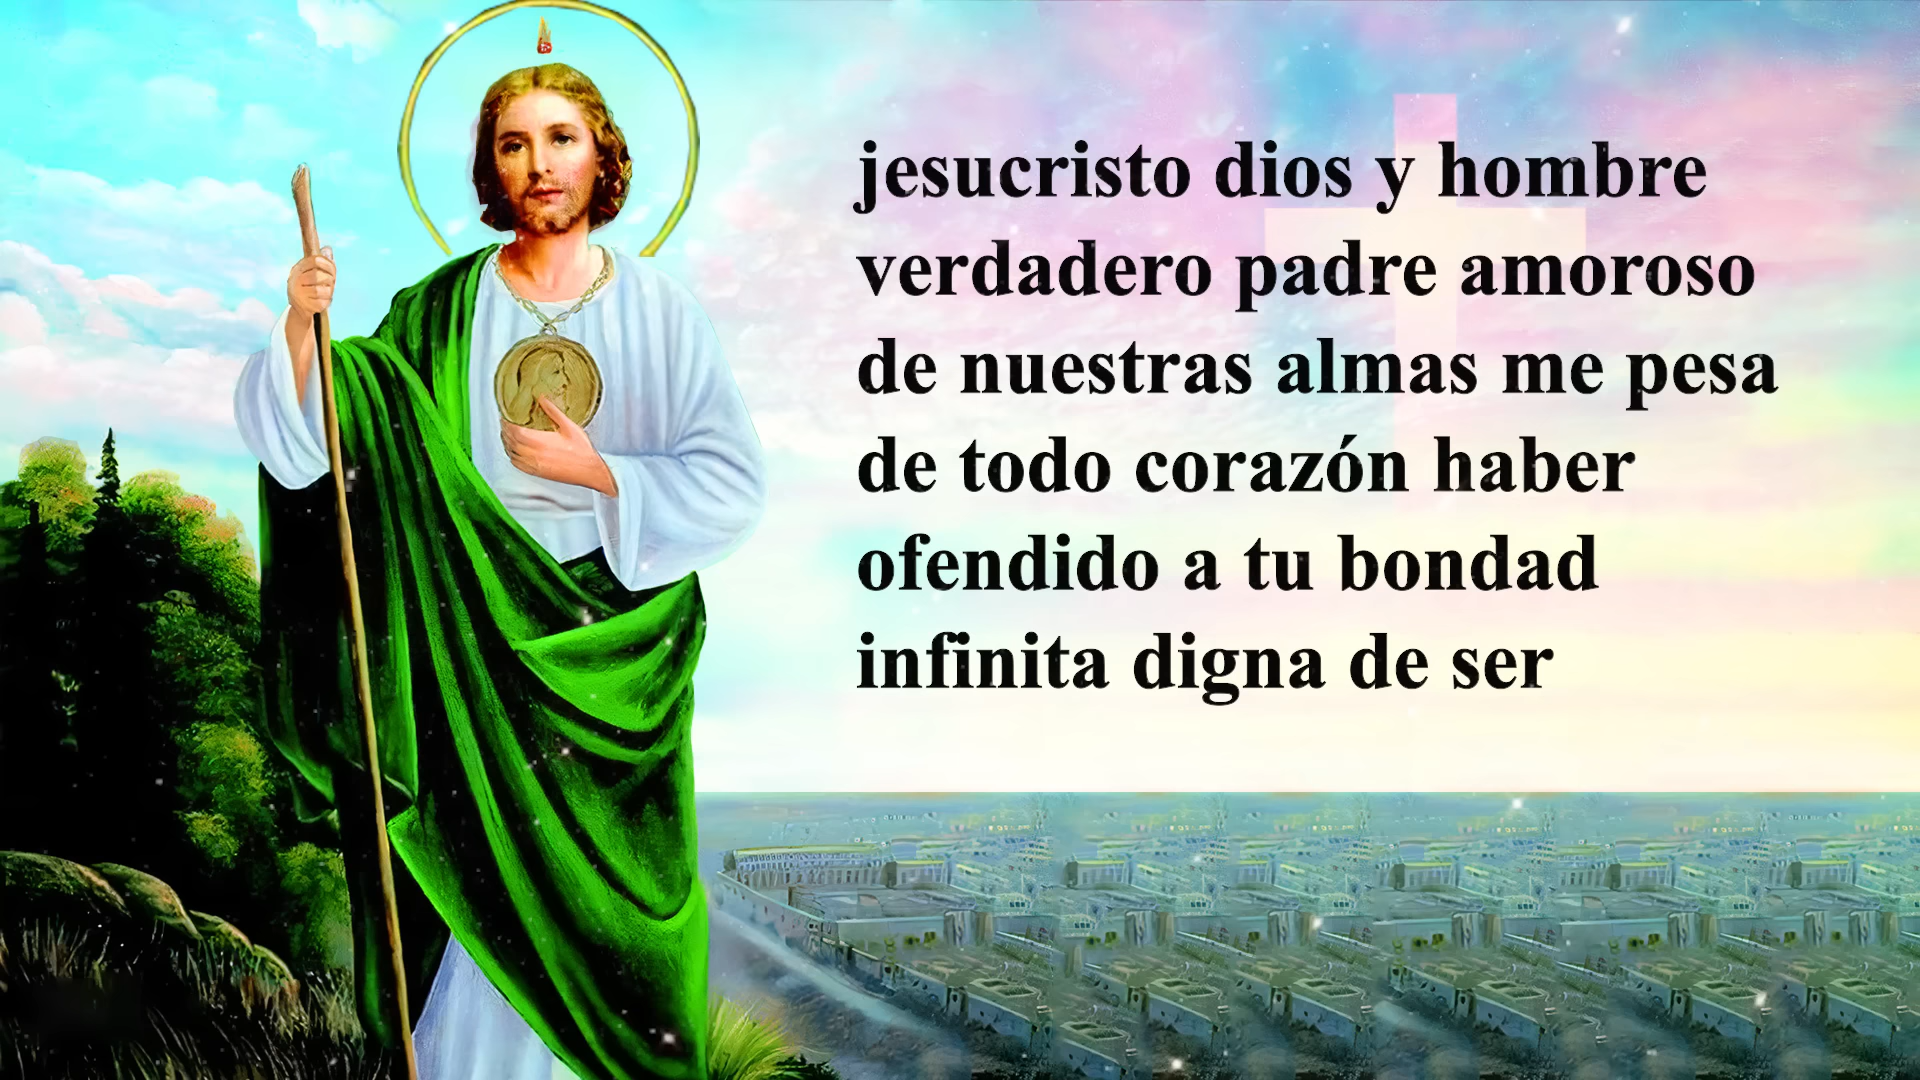 jesucristo dios y hombre
verdadero padre amoroso
de nuestras almas me pesa
de todo corazón haber
ofendido a tu bondad
infinita digna de ser